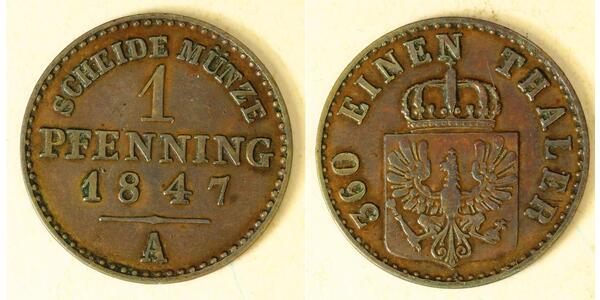 SCHEIDE MÜNZE
1
PFENNING
1847
A
360 EINEN THALER